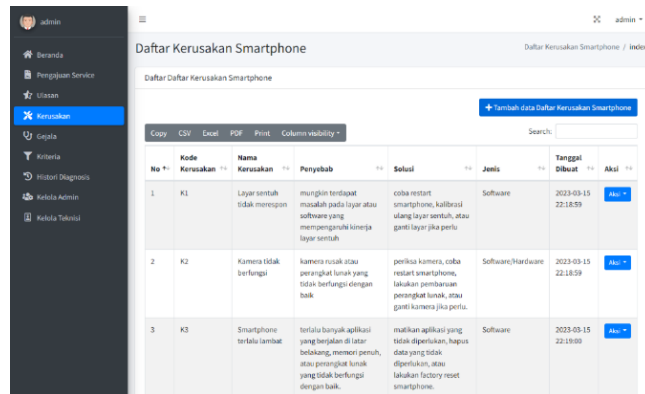 admin
admin
Daftar Kerusakan Smartphone
Daftar Kerusakan Smartphone / index
Beranda
Pengajuan Service
Ulasan
Kerusakan
Gejala
Kriteria
Histori Diagnosis
Kelola Admin
Kelola Teknisi
Daftar Daftar Kerusakan Smartphone
Tambah data Daftar Kerusakan Smartphone
Copy CSV Excel PDF Print Column visibility
Search:
No
Kode
Kerusakan
Nama
Kerusakan
Penyebab
Solusi
Jenis
Tanggal
Dibuat
Aksi
1
K1
Layar sentuh
tidak merespon
mungkin terdapat
masalah pada layar atau
software yang
mempengaruhi kinerja
layar sentuh
coba restart
smartphone, kalibrasi
ulang layar sentuh, atau
ganti layar jika perlu
Software
2023-03-15
22:18:59
Aksi
2
K2
Kamera tidak
berfungsi
kamera rusak atau
perangkat lunak yang
tidak berfungsi dengan
baik
periksa kamera, coba
restart smartphone,
lakukan pembaruan
perangkat lunak, atau
ganti kamera jika perlu.
Software/Hardware
2023-03-15
22:18:59
Aksi
3
K3
Smartphone
terlalu lambat
terlalu banyak aplikasi
yang berjalan di latar
belakang, memori penuh,
atau perangkat lunak
yang tidak berfungsi
dengan baik.
matikan aplikasi yang
tidak diperlukan, hapus
data yang tidak
diperlukan, atau
lakukan factory reset
smartphone.
Software
2023-03-15
22:19:00
Aksi